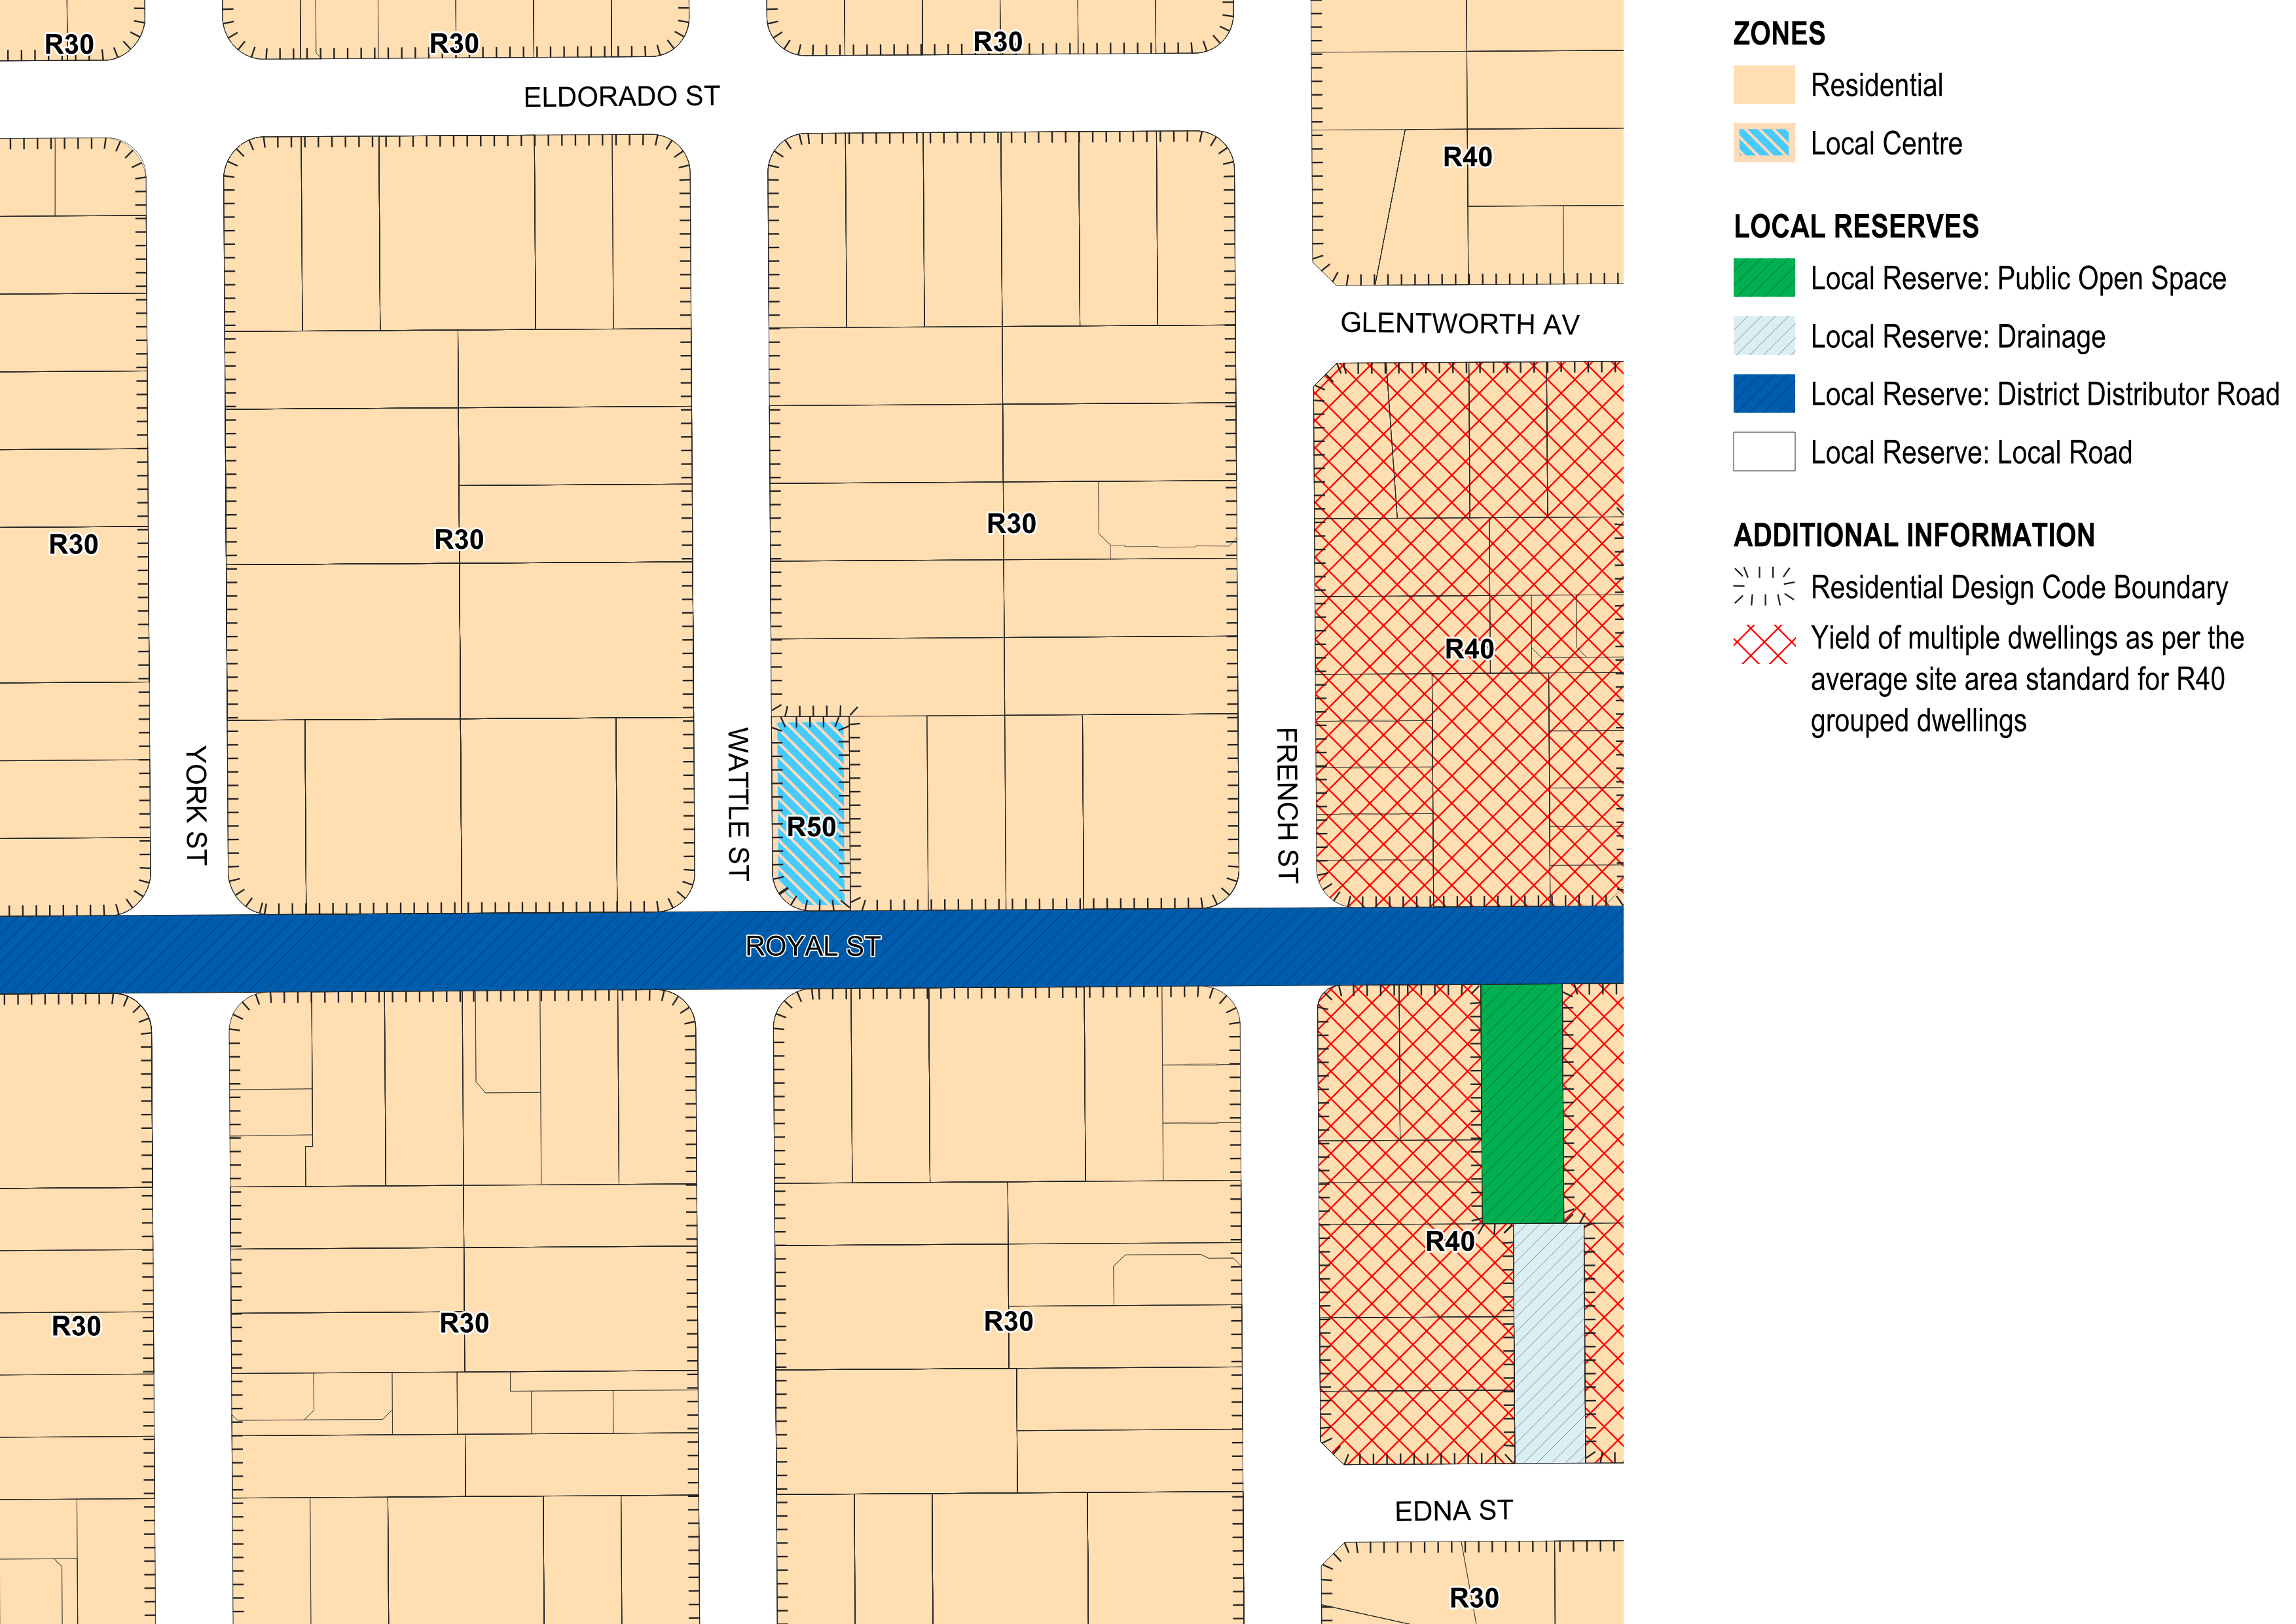 R30
R30
R30
ELDORADO ST
R40
GLENTWORTH AV
R30
R30
R30
R40
YORK ST
WATTLE ST
FRENCH ST
R50
ROYAL ST
R40
R30
R30
R30
EDNA ST
R30
ZONES
Residential
Local Centre
LOCAL RESERVES
Local Reserve: Public Open Space
Local Reserve: Drainage
Local Reserve: District Distributor Road
Local Reserve: Local Road
ADDITIONAL INFORMATION
Residential Design Code Boundary
Yield of multiple dwellings as per the
average site area standard for R40
grouped dwellings